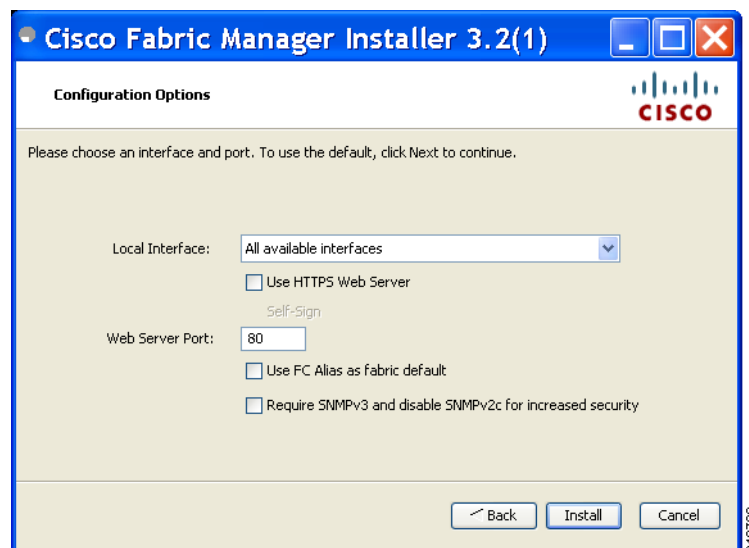 Cisco Fabric Manager Installer 3.2(1)
Configuration Options
CISCO
Please choose an interface and port. To use the default, click Next to continue.
Local Interface: All available interfaces
Use HTTPS Web Server
Self-Sign
Web Server Port: 80
Use FC Alias as fabric default
Require SNMPv3 and disable SNMPv2c for increased security
Back Install Cancel